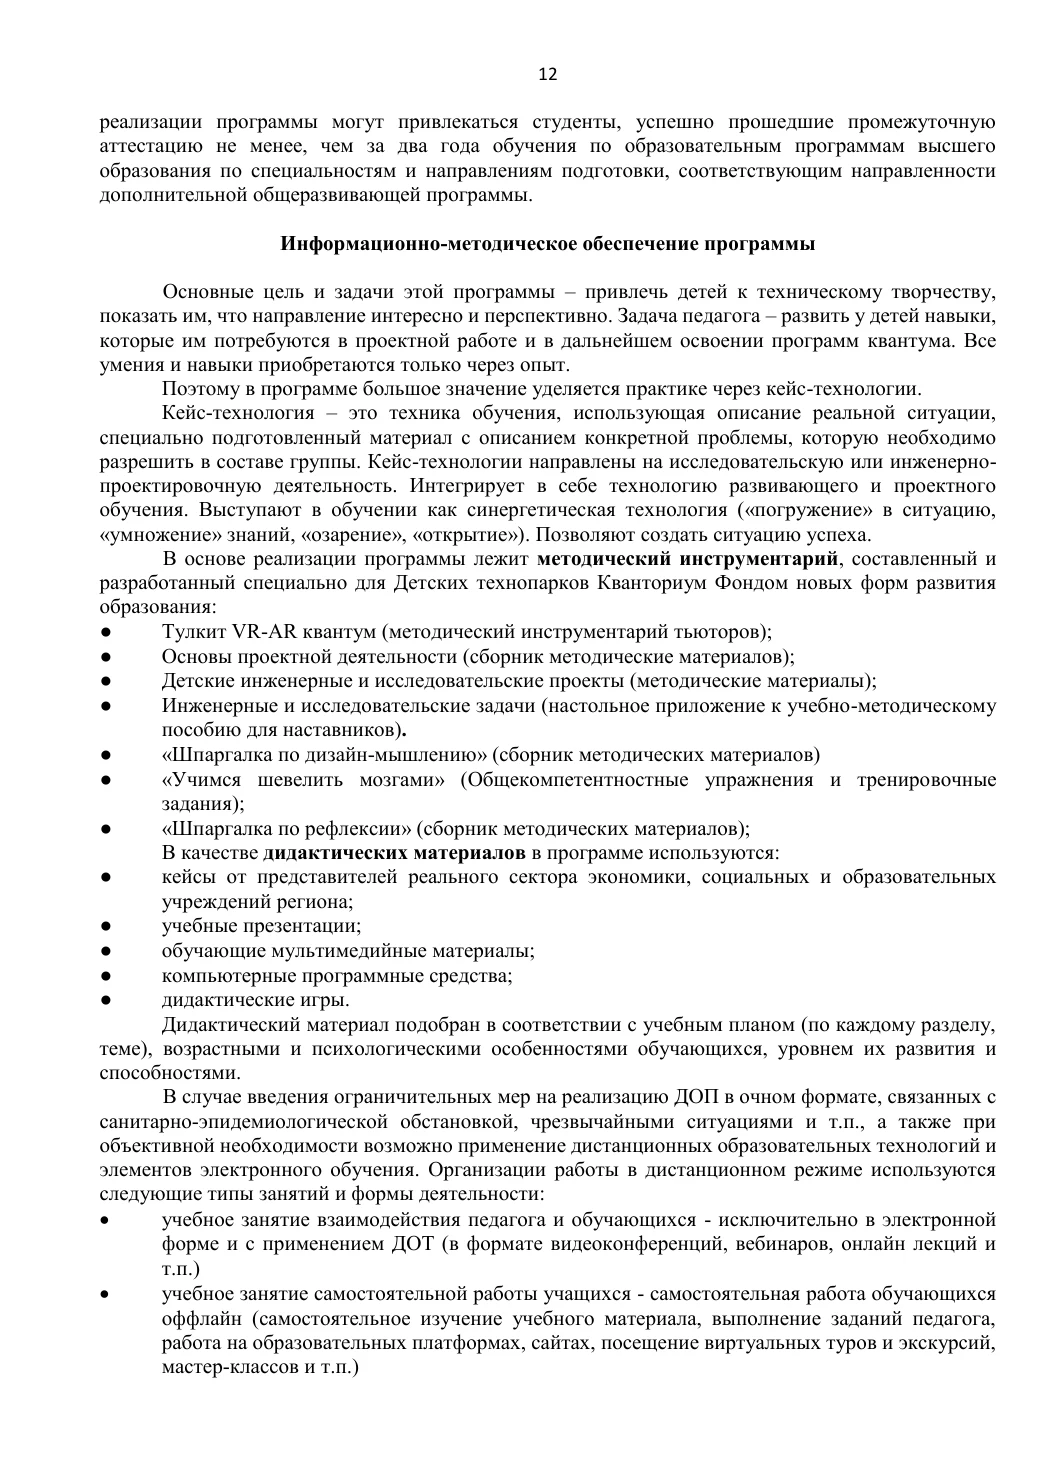 12
реализации программы могут привлекаться студенты, успешно прошедшие промежуточную
аттестацию не менее, чем за два года обучения по образовательным программам высшего
образования по специальностям и направлениям подготовки, соответствующим направленности
дополнительной общеразвивающей программы.
Информационно-методическое обеспечение программы
Основные цель и задачи этой программы – привлечь детей к техническому творчеству,
показать им, что направление интересно и перспективно. Задача педагога – развить у детей навыки,
которые им потребуются в проектной работе и в дальнейшем освоении программ квантума. Все
умения и навыки приобретаются только через опыт.
Поэтому в программе большое значение уделяется практике через кейс-технологии.
Кейс-технология – это техника обучения, использующая описание реальной ситуации,
специально подготовленный материал с описанием конкретной проблемы, которую необходимо
разрешить в составе группы. Кейс-технологии направлены на исследовательскую или инженерно-
проектировочную деятельность. Интегрирует в себе технологию развивающего и проектного
обучения. Выступают в обучении как синергетическая технология («погружение» в ситуацию,
«умножение» знаний, «озарение», «открытие»). Позволяют создать ситуацию успеха.
В основе реализации программы лежит методический инструментарий, составленный и
разработанный специально для Детских технопарков Кванториум Фондом новых форм развития
образования:
● Тулкит VR-AR квантум (методический инструментарий тьюторов);
● Основы проектной деятельности (сборник методические материалов);
● Детские инженерные и исследовательские проекты (методические материалы);
● Инженерные и исследовательские задачи (настольное приложение к учебно-методическому
пособию для наставников).
● «Шпаргалка по дизайн-мышлению» (сборник методических материалов)
● «Учимся шевелить мозгами» (Общекомпетентностные упражнения и тренировочные
задания);
● «Шпаргалка по рефлексии» (сборник методических материалов);
В качестве дидактических материалов в программе используются:
● кейсы от представителей реального сектора экономики, социальных и образовательных
учреждений региона;
● учебные презентации;
● обучающие мультимедийные материалы;
● компьютерные программные средства;
● дидактические игры.
Дидактический материал подобран в соответствии с учебным планом (по каждому разделу,
теме), возрастными и психологическими особенностями обучающихся, уровнем их развития и
способностями.
В случае введения ограничительных мер на реализацию ДОП в очном формате, связанных с
санитарно-эпидемиологической обстановкой, чрезвычайными ситуациями и т.п., а также при
объективной необходимости возможно применение дистанционных образовательных технологий и
элементов электронного обучения. Организации работы в дистанционном режиме используются
следующие типы занятий и формы деятельности:
• учебное занятие взаимодействия педагога и обучающихся - исключительно в электронной
форме и с применением ДОТ (в формате видеоконференций, вебинаров, онлайн лекций и
т.п.)
• учебное занятие самостоятельной работы учащихся - самостоятельная работа обучающихся
оффлайн (самостоятельное изучение учебного материала, выполнение заданий педагога,
работа на образовательных платформах, сайтах, посещение виртуальных туров и экскурсий,
мастер-классов и т.п.)